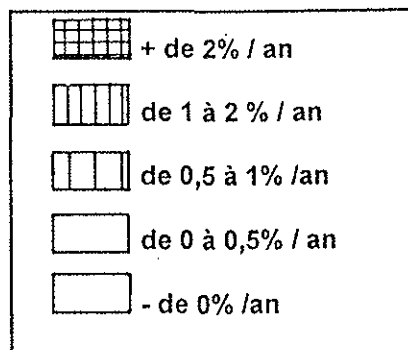 + de 2% / an
de 1 à 2 % / an
de 0,5 à 1% /an
de 0 à 0,5% / an
- de 0% /an